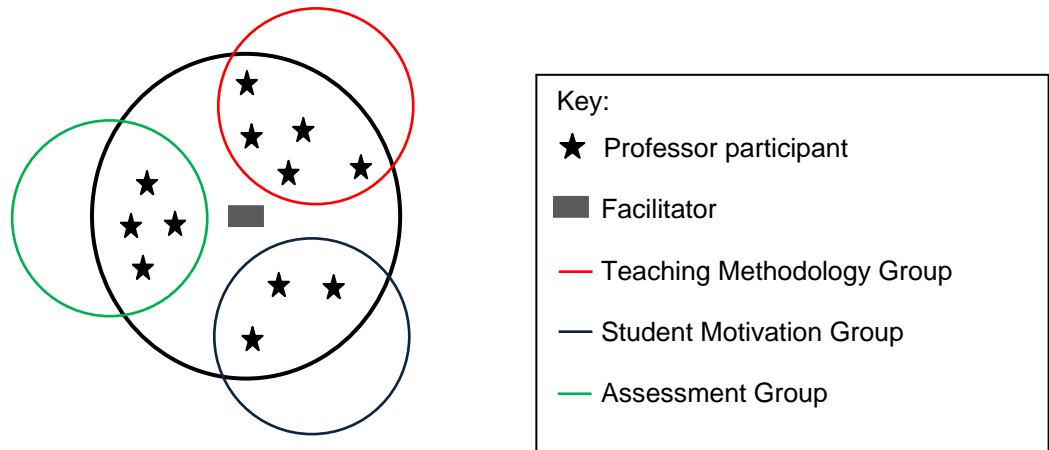 Key:
Professor participant
Facilitator
Teaching Methodology Group
Student Motivation Group
Assessment Group